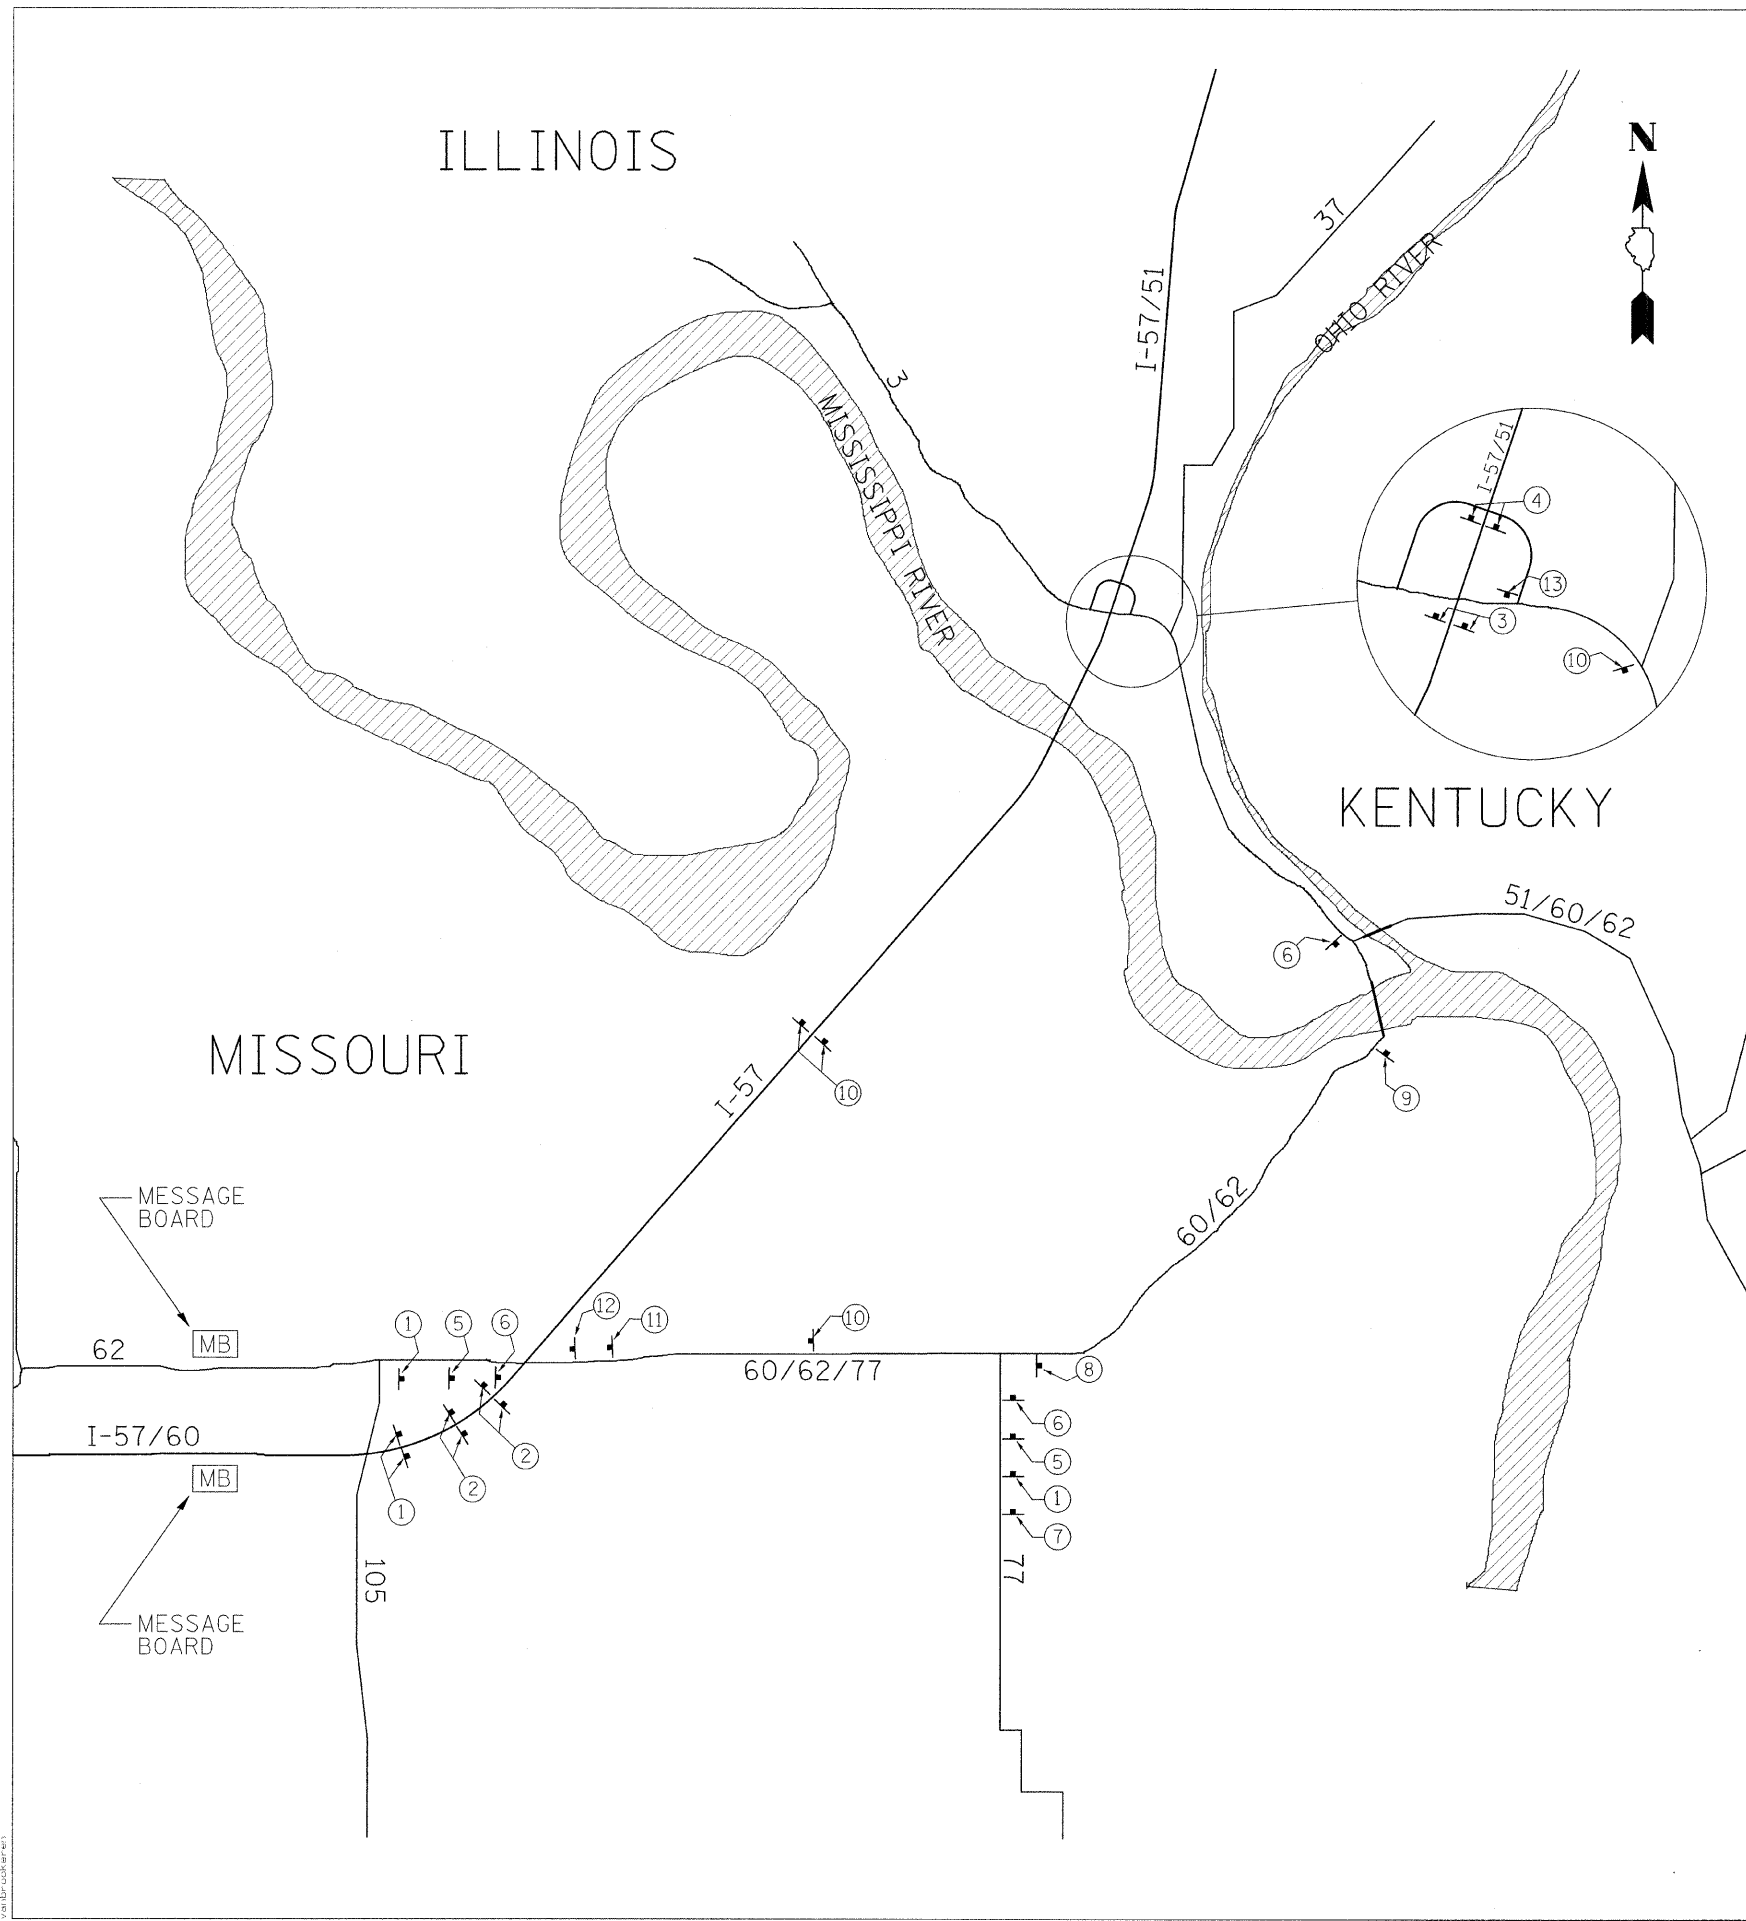 ILLINOIS
N
37
OHIO RIVER
I-57/51
3
MISSISSIPPI RIVER
I-57/51
4
13
3
10
KENTUCKY
51/60/62
6
MISSOURI
10
I-57
9
MESSAGE
BOARD
60/62
12
11
10
1
5
6
62
MB
60/62/77
8
6
I-57/60
2
5
MB
2
1
1
7
105
77
MESSAGE
BOARD
vanbrookeren